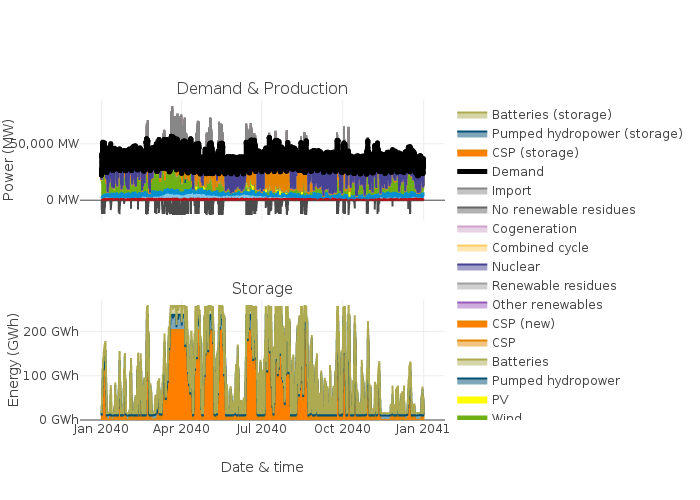 Demand & Production
Power (MW)
50,000 MW
0 MW
Storage
Energy (GWh)
200 GWh
100 GWh
0 GWh
Jan 2040
Apr 2040
Jul 2040
Oct 2040
Jan 2041
Date & time
Batteries (storage)
Pumped hydropower (storage)
CSP (storage)
Demand
Import
No renewable residues
Cogeneration
Combined cycle
Nuclear
Renewable residues
Other renewables
CSP (new)
CSP
Batteries
Pumped hydropower
PV
Wind